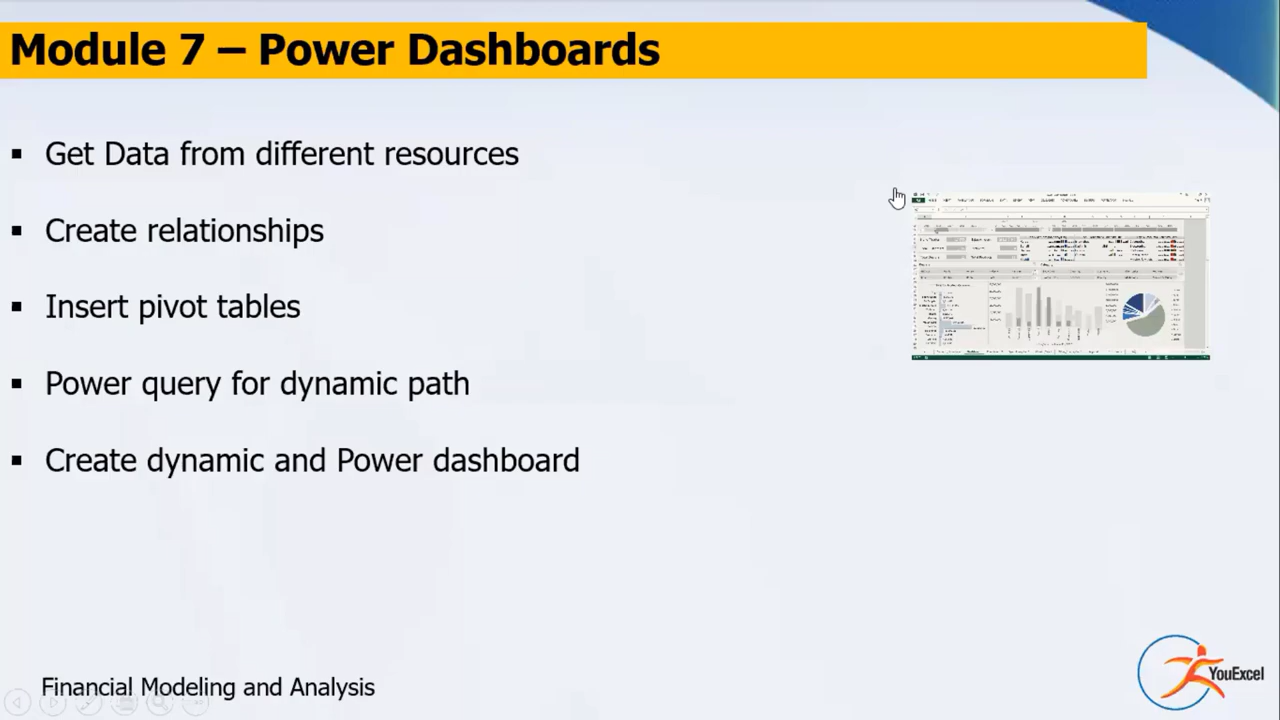 Module 7 – Power Dashboards
▪ Get Data from different resources
▪ Create relationships
▪ Insert pivot tables
▪ Power query for dynamic path
▪ Create dynamic and Power dashboard
Financial Modeling and Analysis
YouExcel